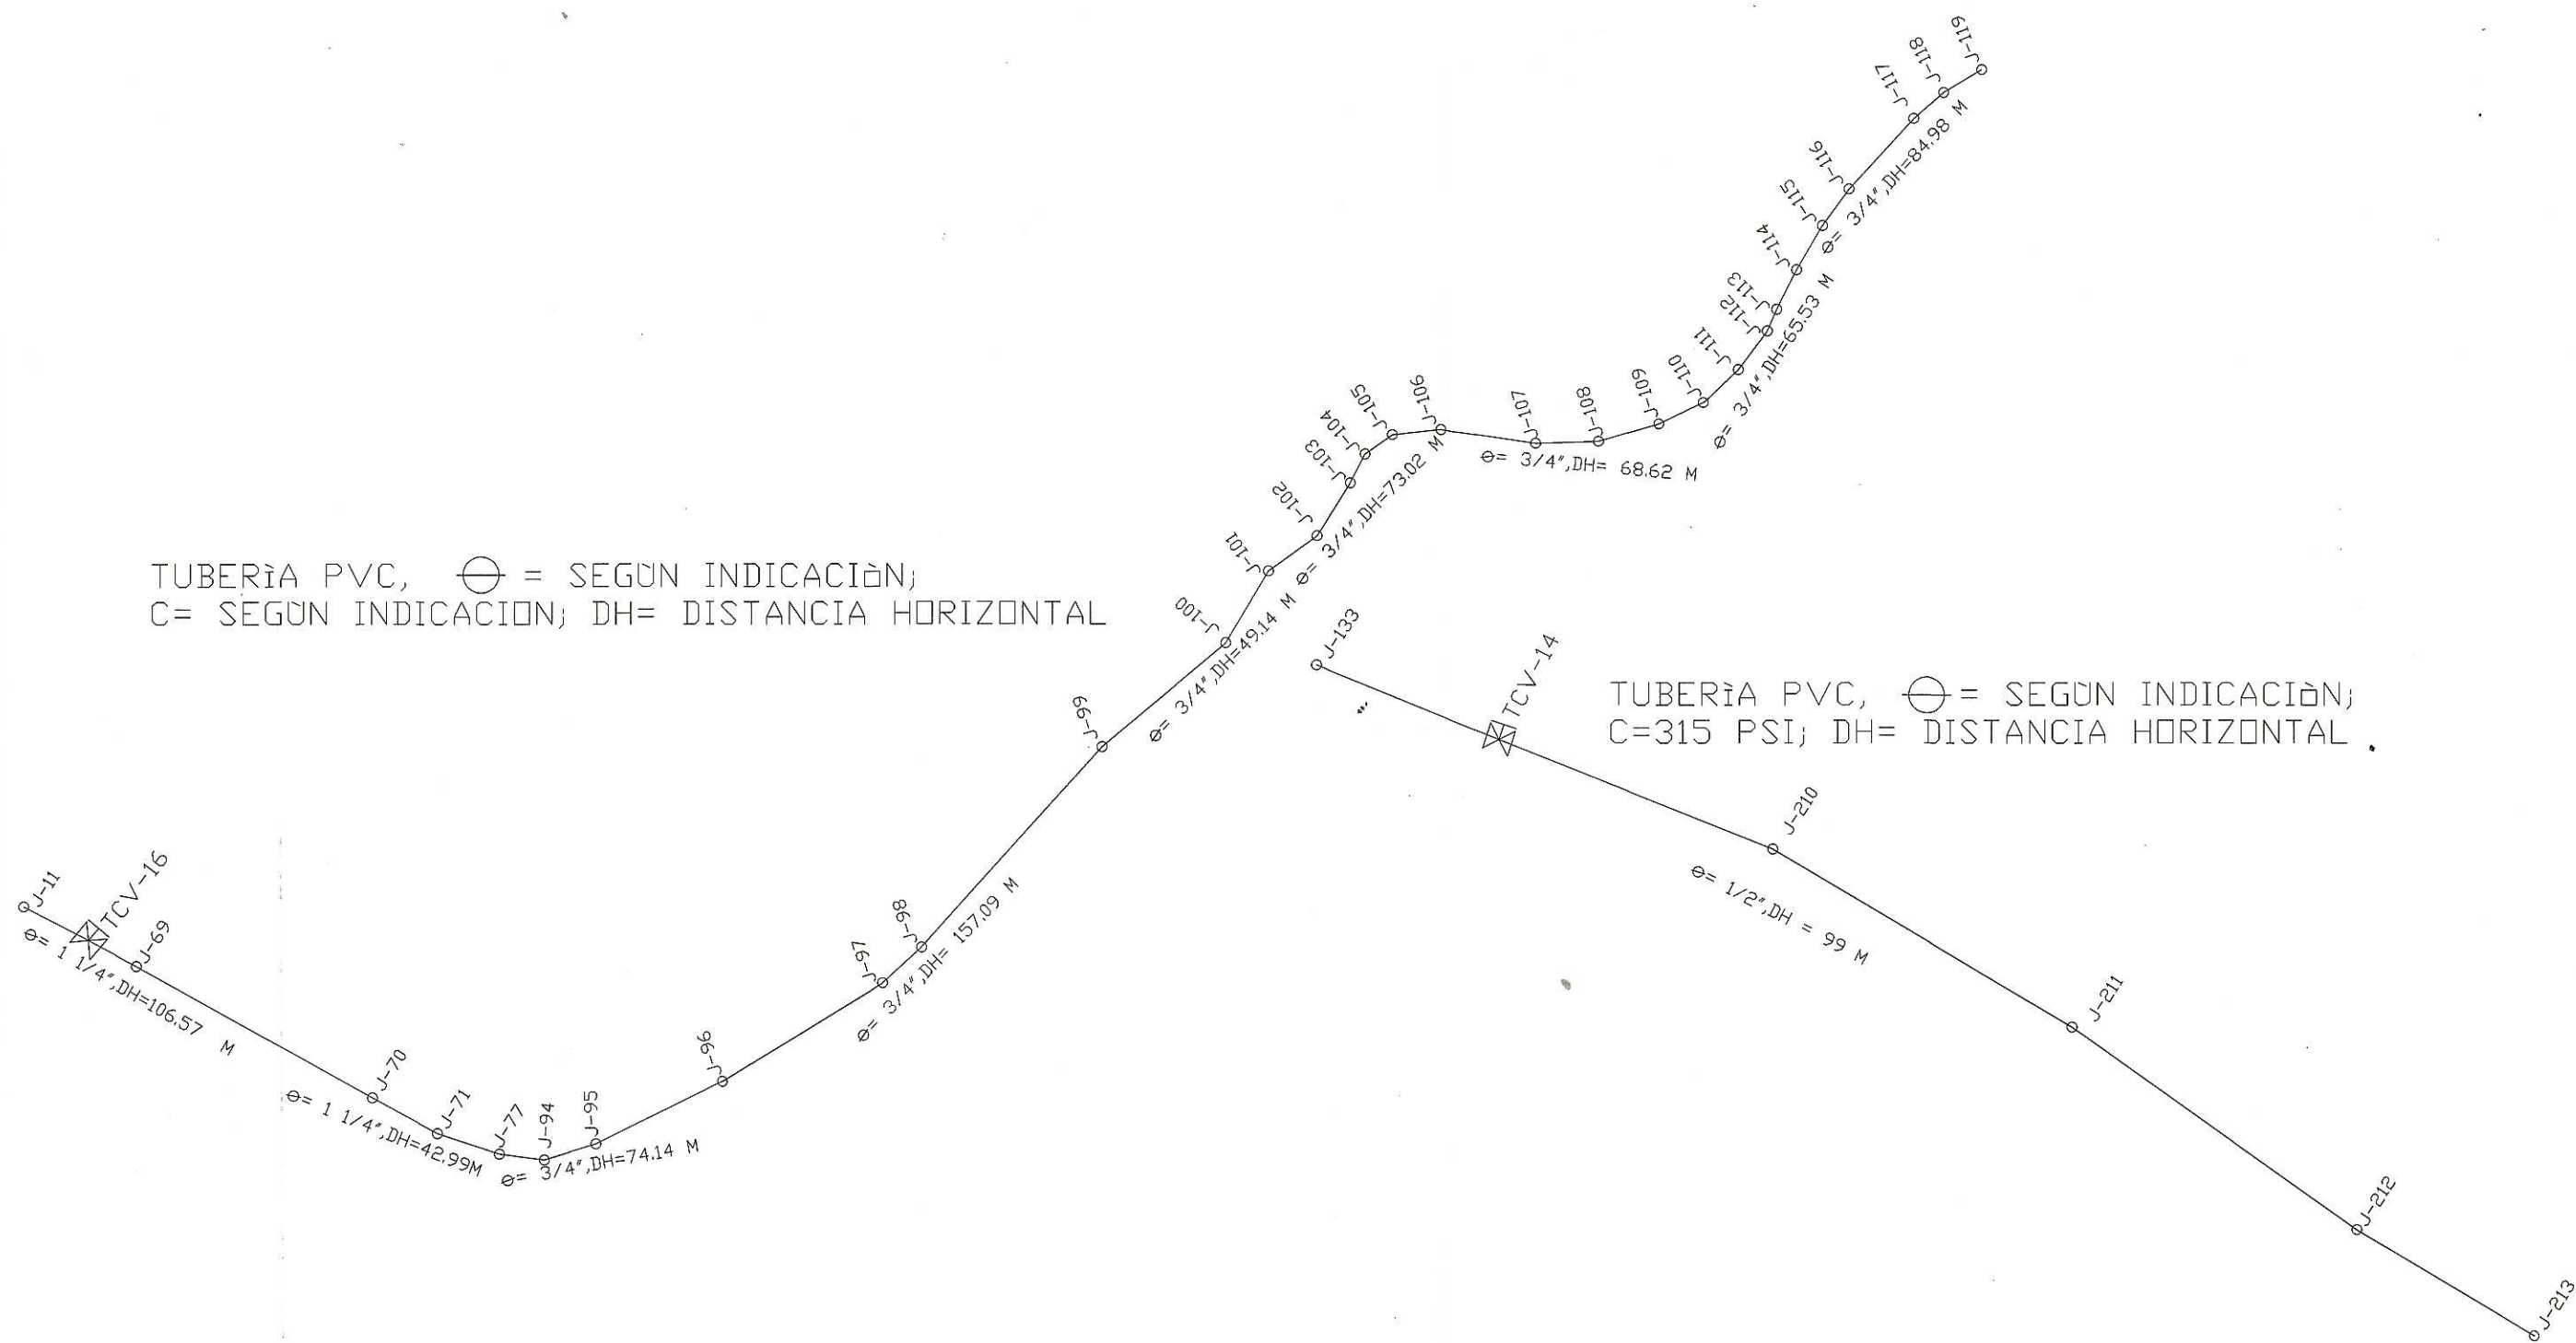 J-119
J-118
J-117
Ø= 3/4",DH=84.98 M
J-116
J-115
J-114
J-113
J-112
Ø= 3/4",DH=65.53 M
J-111
J-110
J-109
J-108
J-107
Ø= 3/4",DH= 68.62 M
J-106
J-105
J-104
J-103
J-102
Ø= 3/4",DH=73.02 M
J-101
J-100
Ø= 3/4",DH=49.14 M
TUBERìA PVC, Ø = SEGÙN INDICACIòN;
C= SEGÙN INDICACION; DH= DISTANCIA HORIZONTAL
J-133
TCV-14
TUBERìA PVC, Ø = SEGÙN INDICACIòN;
C=315 PSI; DH= DISTANCIA HORIZONTAL
J-99
J-210
Ø= 1/2",DH = 99 M
J-98
J-97
Ø= 3/4",DH= 157.09 M
J-11
TCV-16
J-69
Ø= 1 1/4",DH=106.57 M
J-70
J-71
Ø= 1 1/4",DH=42.99M
J-77
J-94
J-95
J-96
Ø= 3/4",DH=74.14 M
J-211
J-212
J-213